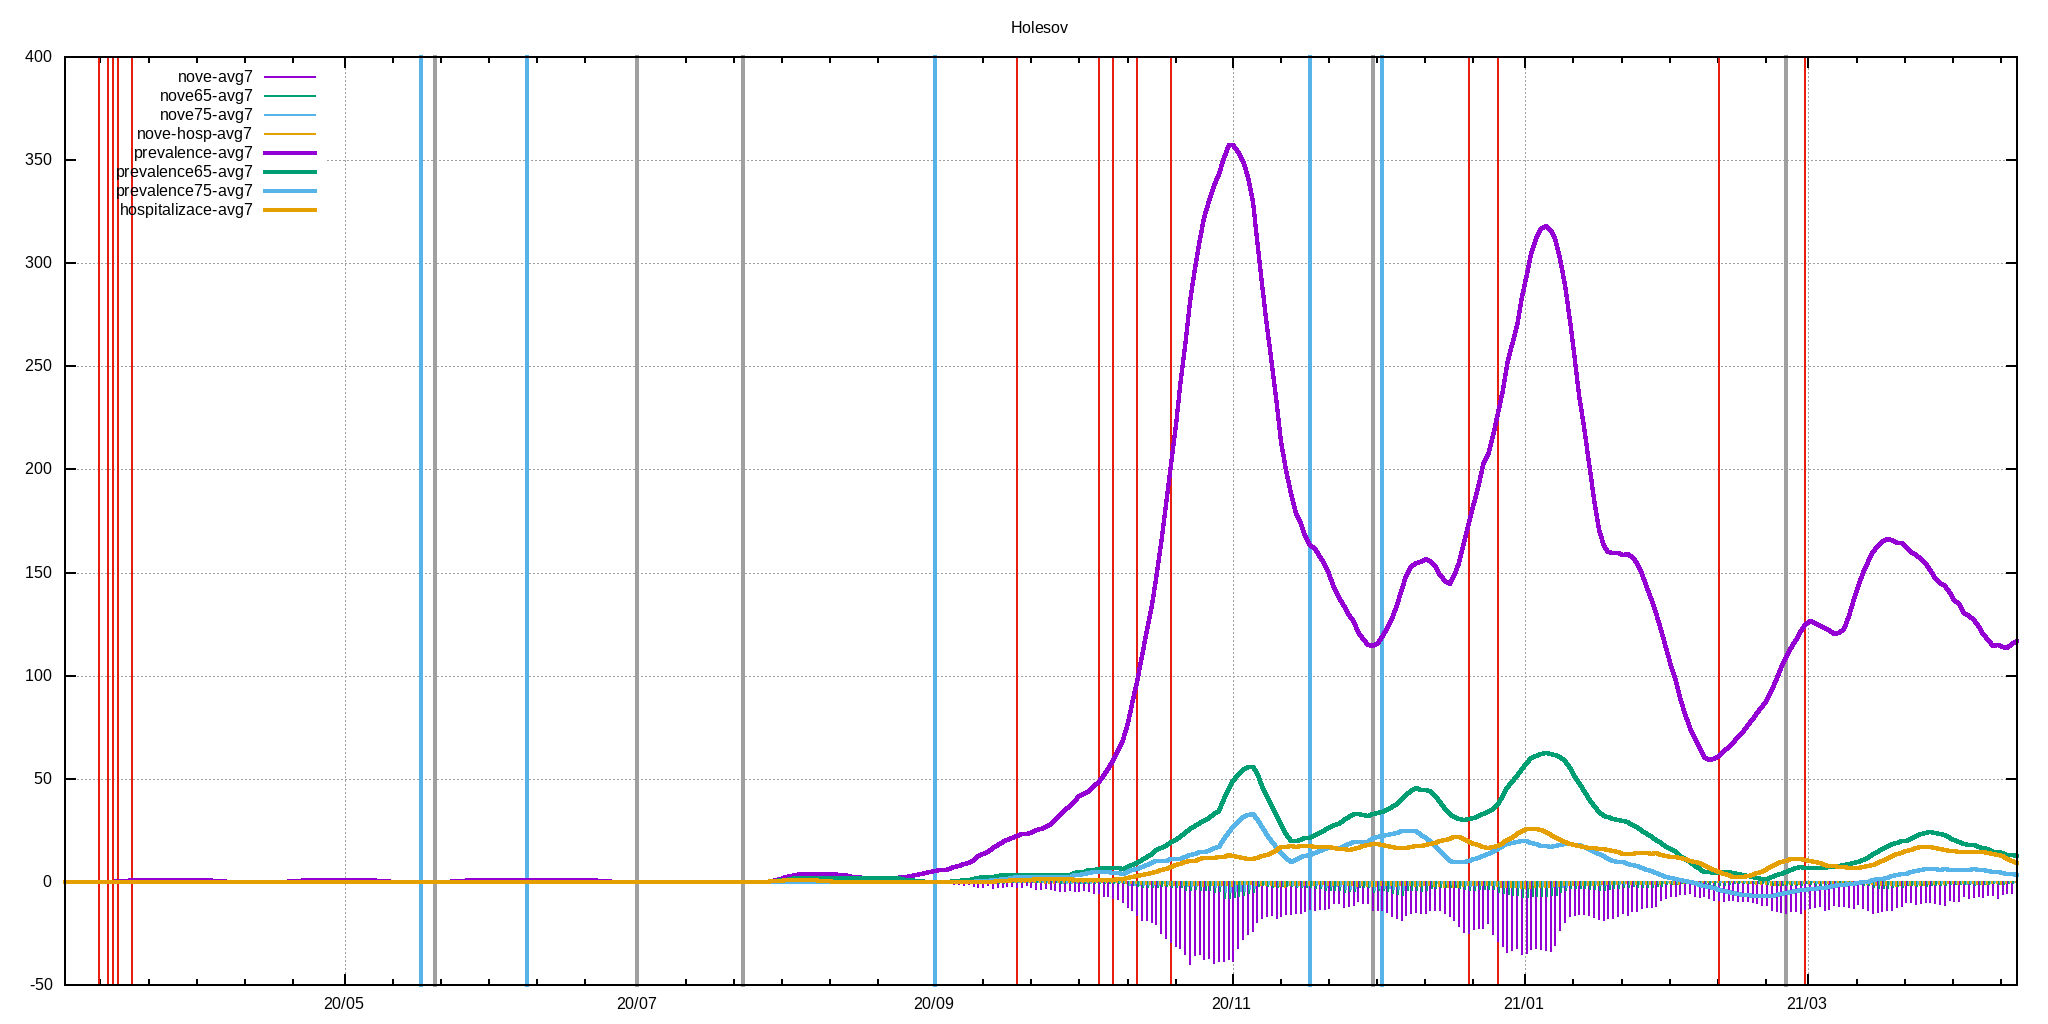 Holesov
400
350
300
250
200
150
100
50
0
-50
nove-avg7
nove65-avg7
nove75-avg7
nove-hosp-avg7
prevalence-avg7
prevalence65-avg7
prevalence75-avg7
hospitalizace-avg7
20/05 20/07 20/09 20/11 21/01 21/03